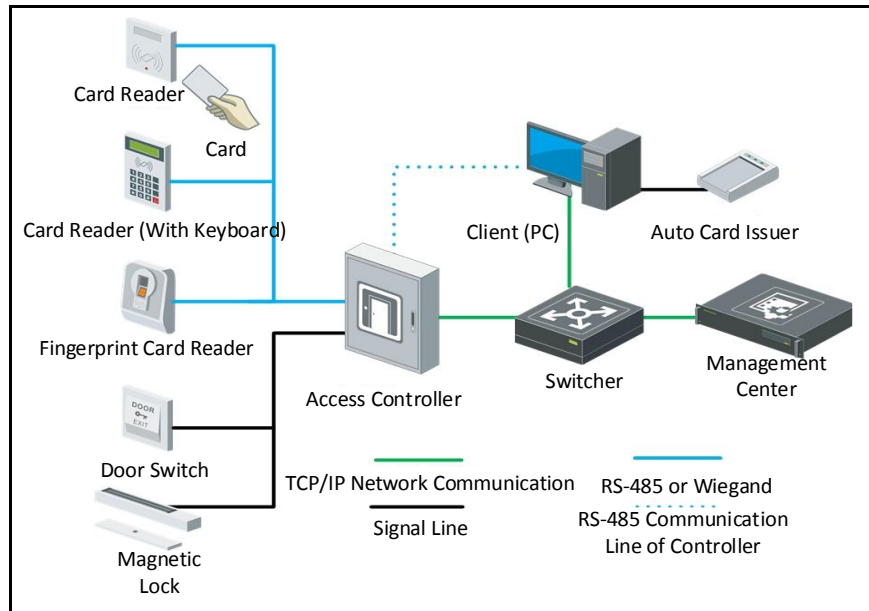 Card Reader
Card
Card Reader (With Keyboard)
Fingerprint Card Reader
DOOR
EXIT
Door Switch
Magnetic
Lock
Access Controller
Client (PC)
Auto Card Issuer
Switcher
Management
Center
TCP/IP Network Communication
Signal Line
RS-485 or Wiegand
RS-485 Communication
Line of Controller